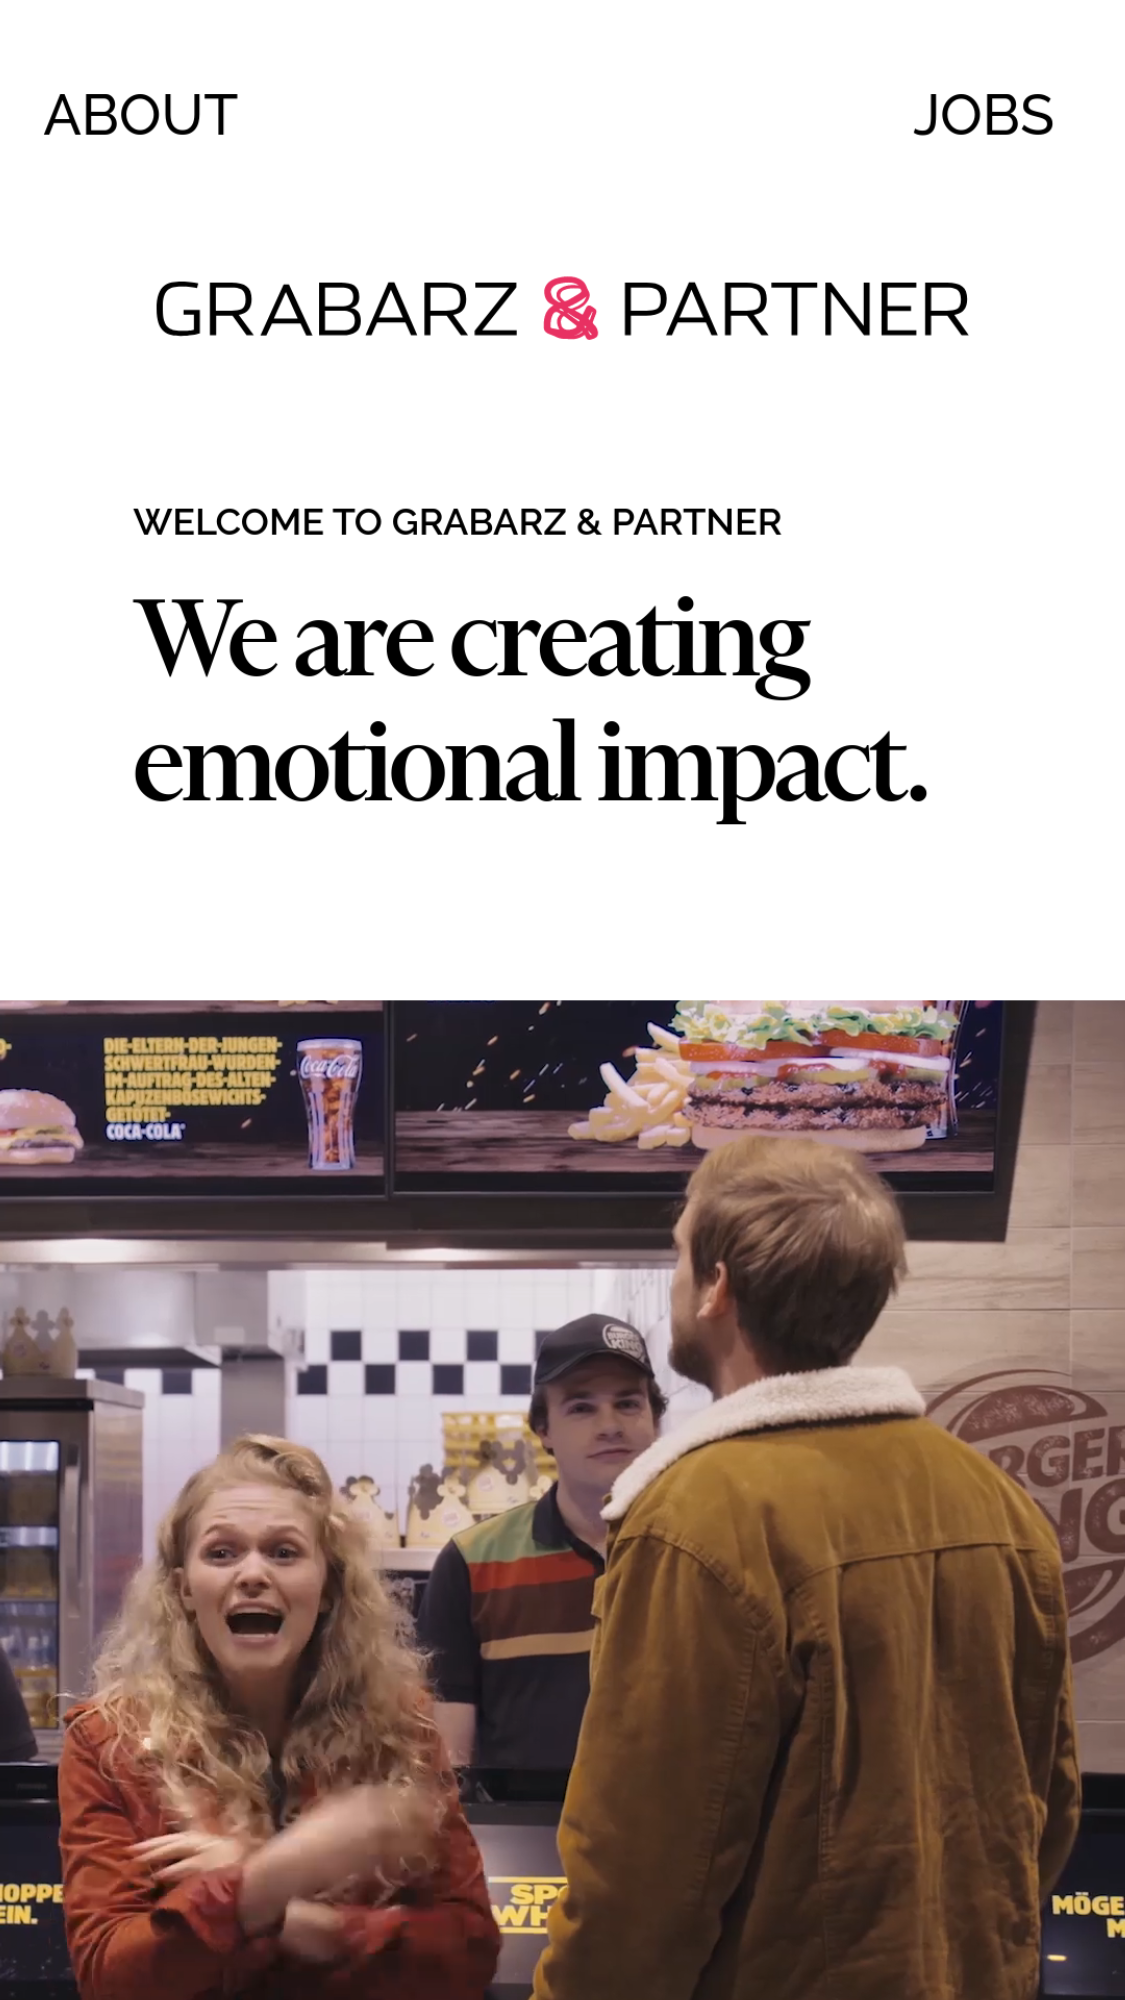 ABOUT
JOBS
GRABARZ & PARTNER
WELCOME TO GRABARZ & PARTNER
We are creating
emotional impact.
DIE-ELTERN-DER-JUNGEN-
SCHWERTFRAU-WURDEN-
IM-AUFTRAG-DES-ALTEN-
KAPUZENBÖSEWICHTS-
GETÖTET-
COCA-COLA®
Coca-Cola
BURGER
KING
RGER
NG
HOPPE
EIN.
SP
WH
MÖGE
M